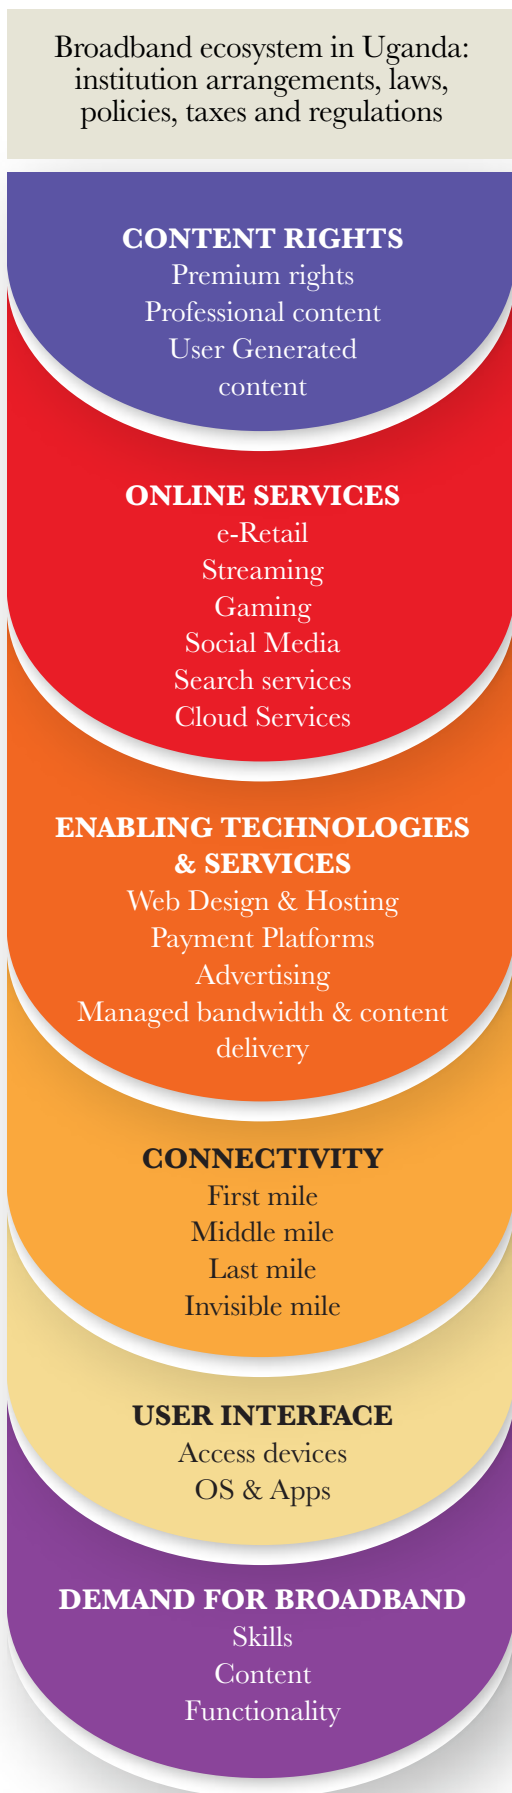 Broadband ecosystem in Uganda:
institution arrangements, laws,
policies, taxes and regulations
CONTENT RIGHTS
Premium rights
Professional content
User Generated
content
ONLINE SERVICES
e-Retail
Streaming
Gaming
Social Media
Search services
Cloud Services
ENABLING TECHNOLOGIES
& SERVICES
Web Design & Hosting
Payment Platforms
Advertising
Managed bandwidth & content
delivery
CONNECTIVITY
First mile
Middle mile
Last mile
Invisible mile
USER INTERFACE
Access devices
OS & Apps
DEMAND FOR BROADBAND
Skills
Content
Functionality